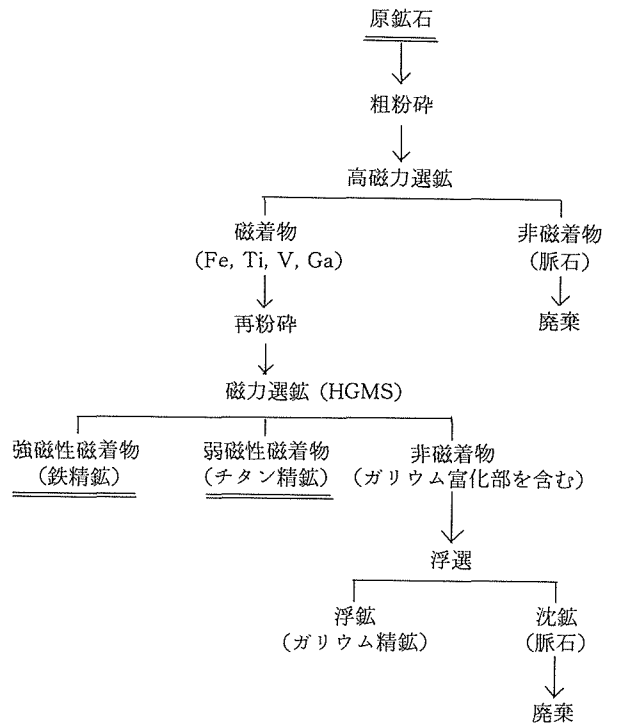 原鉱石
粗粉砕
高磁力選鉱
磁着物
(Fe, Ti, V, Ga)
非磁着物
(脈石)
再粉砕
廃棄
磁力選鉱 (HGMS)
強磁性磁着物
(鉄精鉱)
弱磁性磁着物
(チタン精鉱)
非磁着物
(ガリウム富化部を含む)
浮選
浮鉱
(ガリウム精鉱)
沈鉱
(脈石)
廃棄